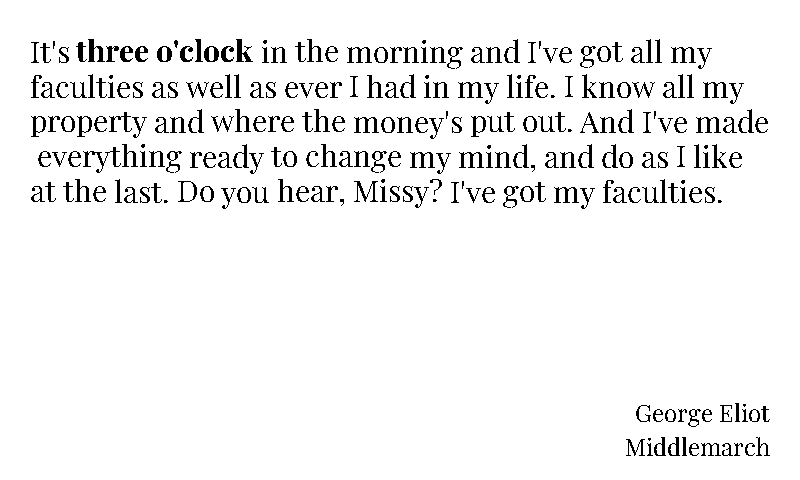 It's three o'clock in the morning and I've got all my
faculties as well as ever I had in my life. I know all my
property and where the money's put out. And I've made
everything ready to change my mind, and do as I like
at the last. Do you hear, Missy? I've got my faculties.
George Eliot
Middlemarch